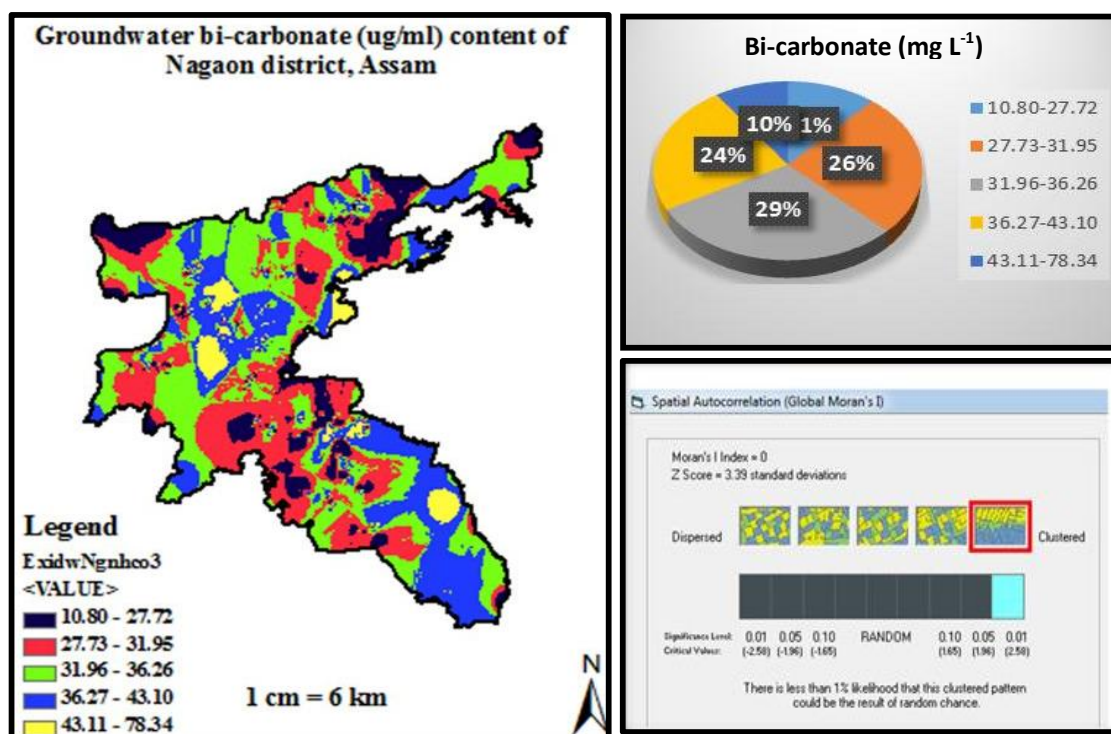 Groundwater bi-carbonate (ug/ml) content of
Nagaon district, Assam
Legend
ExidwNgnhco3
<VALUE>
10.80 - 27.72
27.73 - 31.95
31.96 - 36.26
36.27 - 43.10
43.11 - 78.34
1 cm = 6 km
N
Bi-carbonate (mg L-1)
10%
1%
24%
26%
29%
10.80-27.72
27.73-31.95
31.96-36.26
36.27-43.10
43.11-78.34
Spatial Autocorrelation (Global Moran's I)
Moran's I Index = 0
Z Score = 3.39 standard deviations
Dispersed
Clustered
Significance Level: 0.01 0.05 0.10 RANDOM 0.10 0.05 0.01
Critical Values: (-2.58) (-1.96) (-1.65) (1.65) (1.96) (2.58)
There is less than 1% likelihood that this clustered pattern
could be the result of random chance.